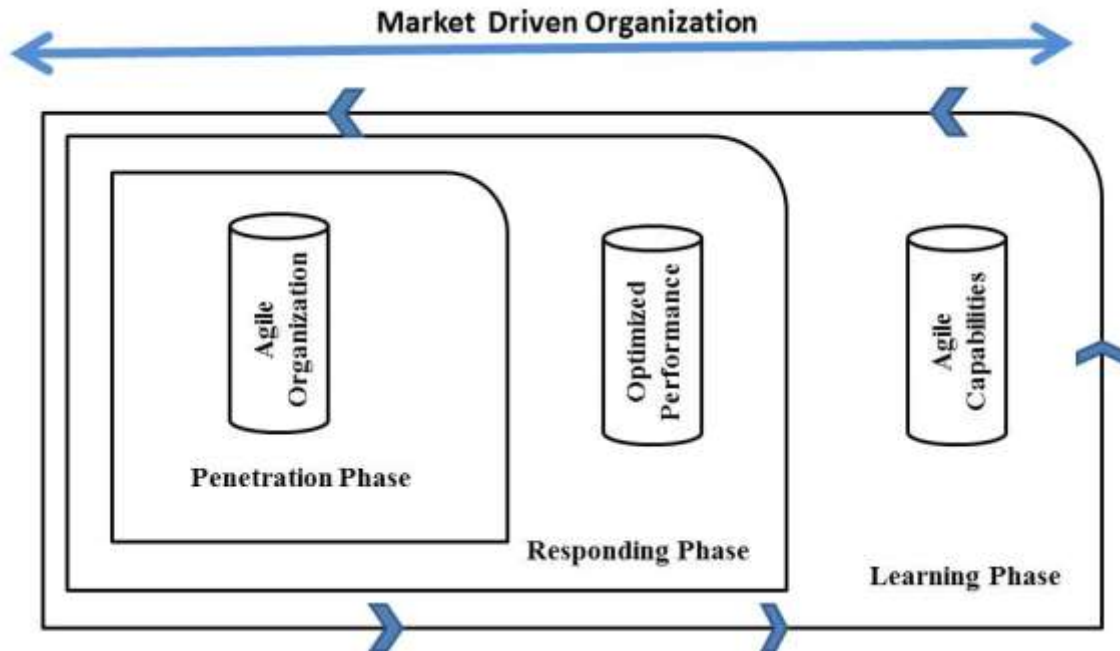 Market Driven Organization
Agile
Organization
Optimized
Performance
Agile
Capabilities
Penetration Phase
Responding Phase
Learning Phase